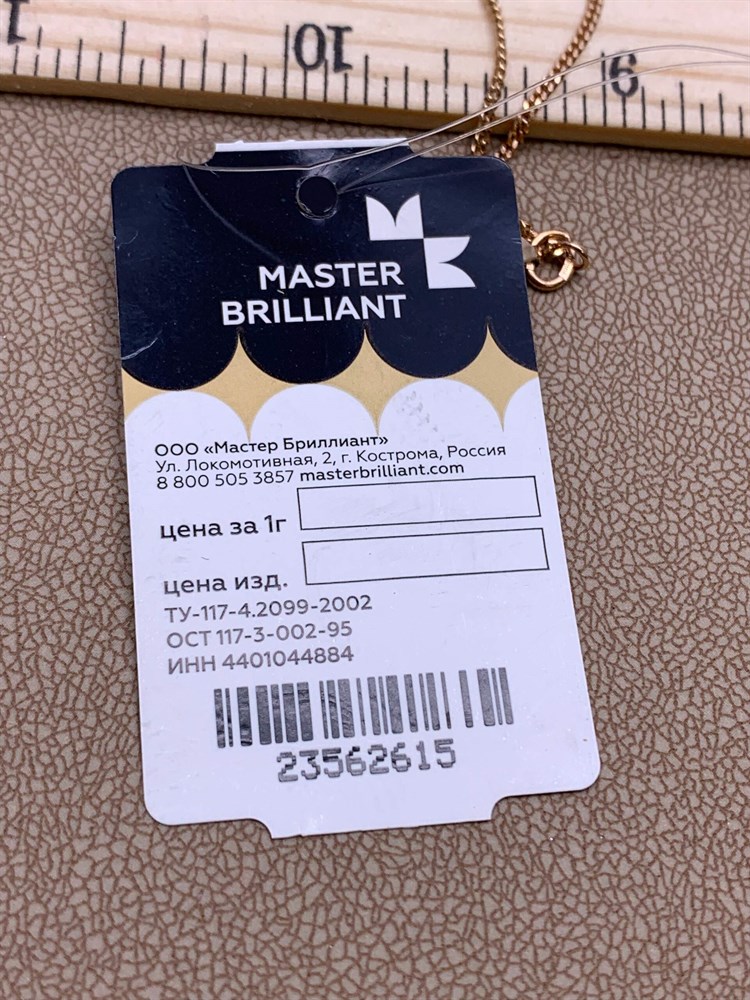 10
9
MASTER
BRILLIANT
ООО «Мастер Бриллиант»
Ул. Локомотивная, 2, г. Кострома, Россия
8 800 505 3857 masterbrilliant.com
цена за 1г
цена изд.
ТУ-117-4.2099-2002
ОСТ 117-3-002-95
ИНН 4401044884
23562615